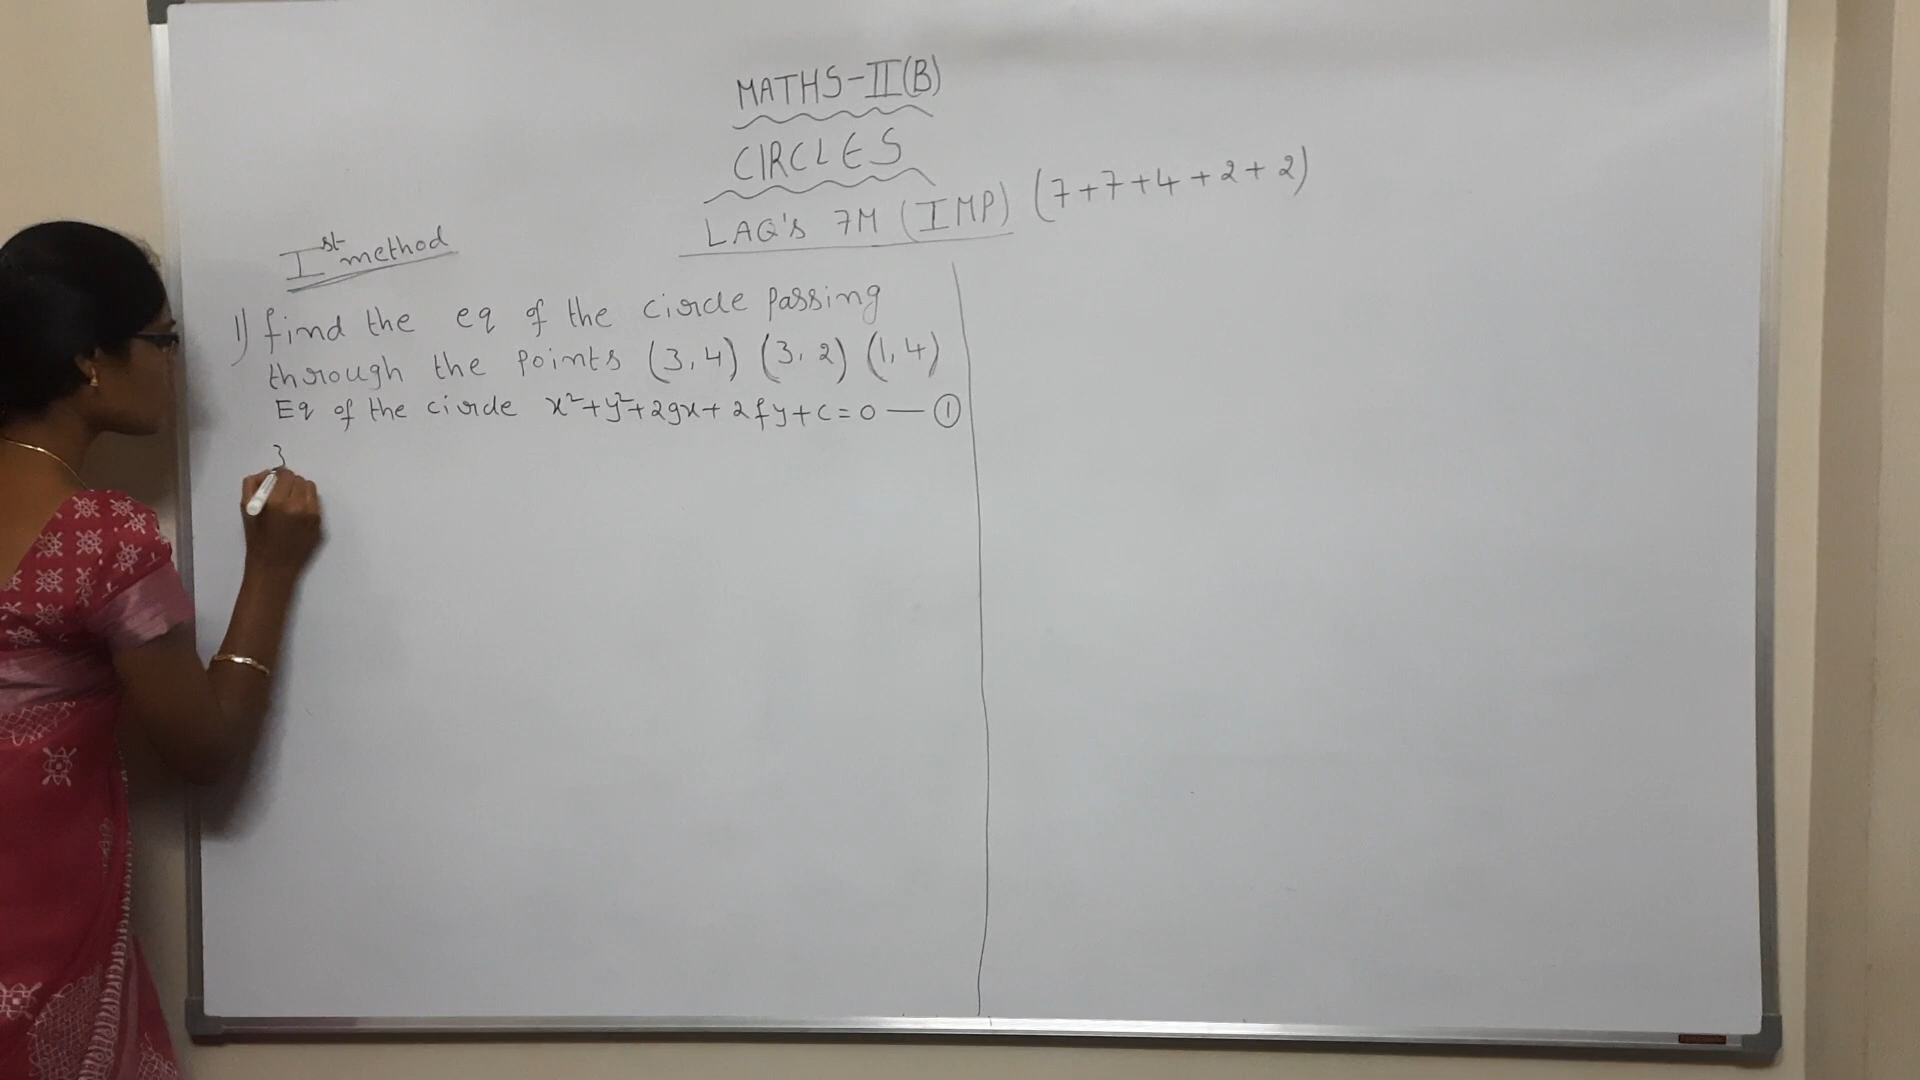 MATHS-II(B)
CIRCLES
LAQ's 7M (IMP) (7+7+4+2+2)
Ist method
1) find the eq of the circle passing
through the points (3,4) (3,2) (1,4)
Eq of the circle x²+y²+2gx+2fy+c=0 — ①
3